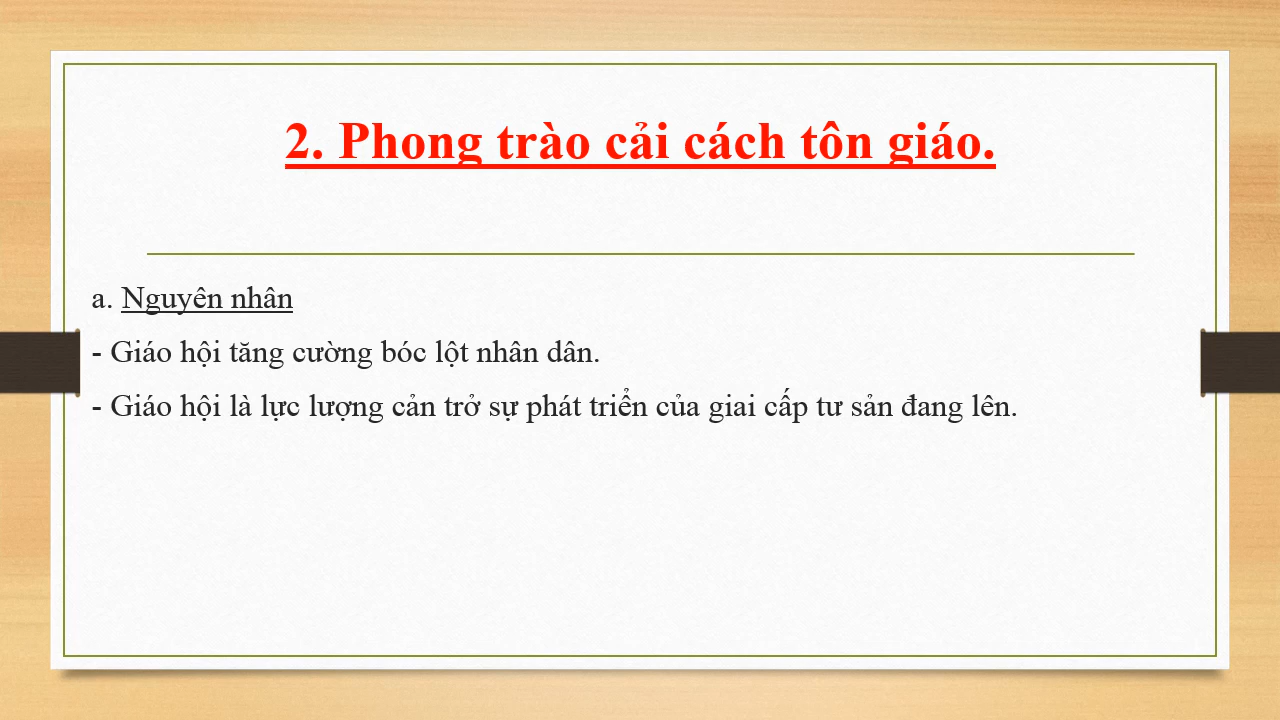 2. Phong trào cải cách tôn giáo.
a. Nguyên nhân
- Giáo hội tăng cường bóc lột nhân dân.
- Giáo hội là lực lượng cản trở sự phát triển của giai cấp tư sản đang lên.